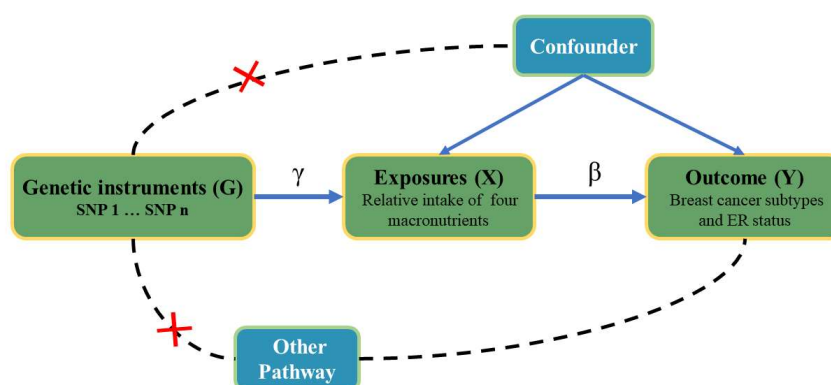 Confounder
Genetic instruments (G)
SNP 1 … SNP n
γ
Exposures (X)
Relative intake of four
macronutrients
β
Outcome (Y)
Breast cancer subtypes
and ER status
Other
Pathway